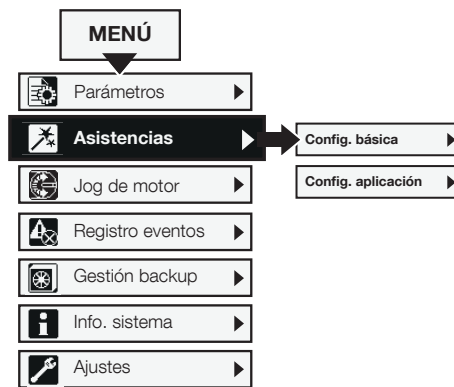 MENÚ
Parámetros
Asistencias
Config. básica
Config. aplicación
Jog de motor
Registro eventos
Gestión backup
Info. sistema
Ajustes